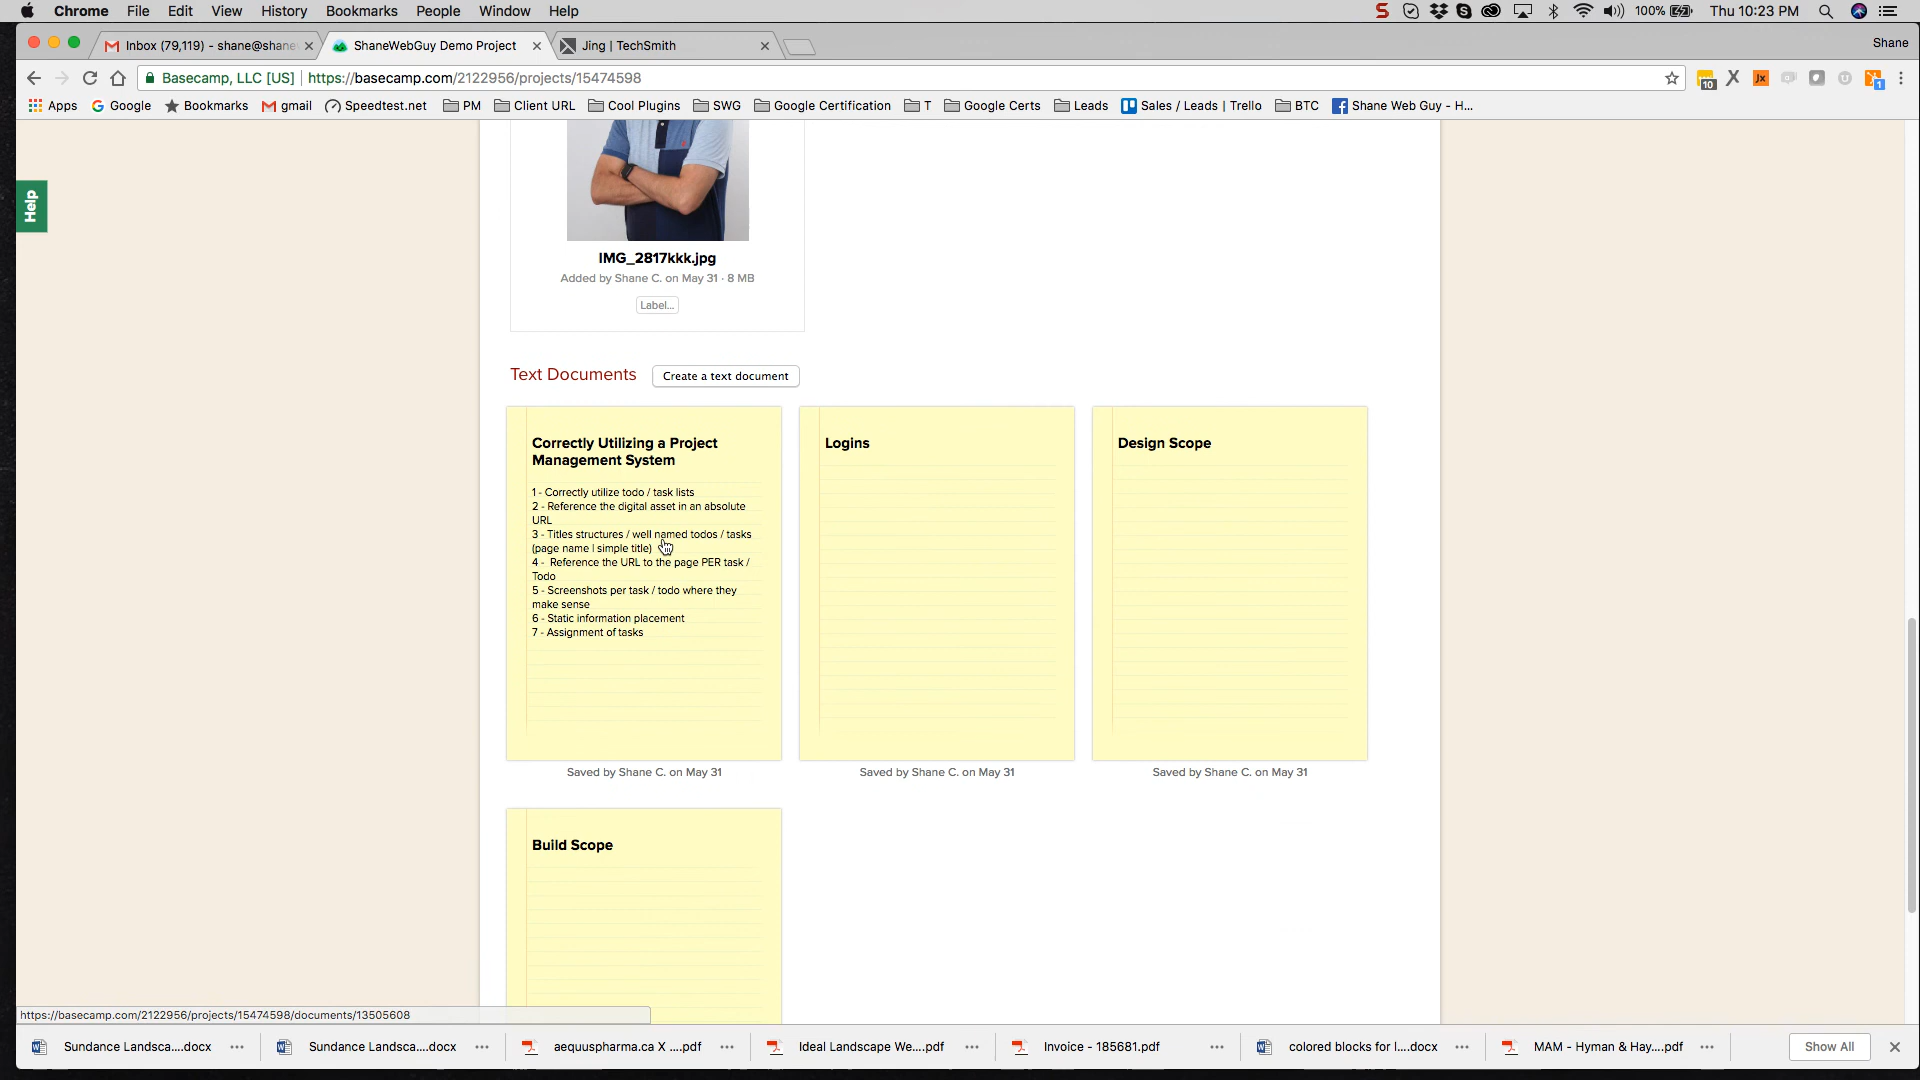 Chrome File Edit View History Bookmarks People Window Help
100% Thu 10:23 PM
Inbox (79,119) - shane@shane
ShaneWebGuy Demo Project
Jing | TechSmith
Shane
Basecamp, LLC [US] https://basecamp.com/2122956/projects/15474598
10
Jx
1
Apps Google Bookmarks gmail Speedtest.net PM Client URL Cool Plugins SWG Google Certification T Google Certs Leads Sales / Leads | Trello BTC Shane Web Guy - H...
Help
IMG_2817kkk.jpg
Added by Shane C. on May 31 · 8 MB
Label...
Text Documents Create a text document
Correctly Utilizing a Project
Management System
1 - Correctly utilize todo / task lists
2 - Reference the digital asset in an absolute
URL
3 - Titles structures / well named todos / tasks
(page name | simple title)
4 - Reference the URL to the page PER task /
Todo
5 - Screenshots per task / todo where they
make sense
6 - Static information placement
7 - Assignment of tasks
Saved by Shane C. on May 31
Logins
Saved by Shane C. on May 31
Design Scope
Saved by Shane C. on May 31
Build Scope
https://basecamp.com/2122956/projects/15474598/documents/13505608
Sundance Landsca....docx
Sundance Landsca....docx
aequuspharma.ca X ....pdf
Ideal Landscape We....pdf
Invoice - 185681.pdf
colored blocks for l....docx
MAM - Hyman & Hay....pdf
Show All